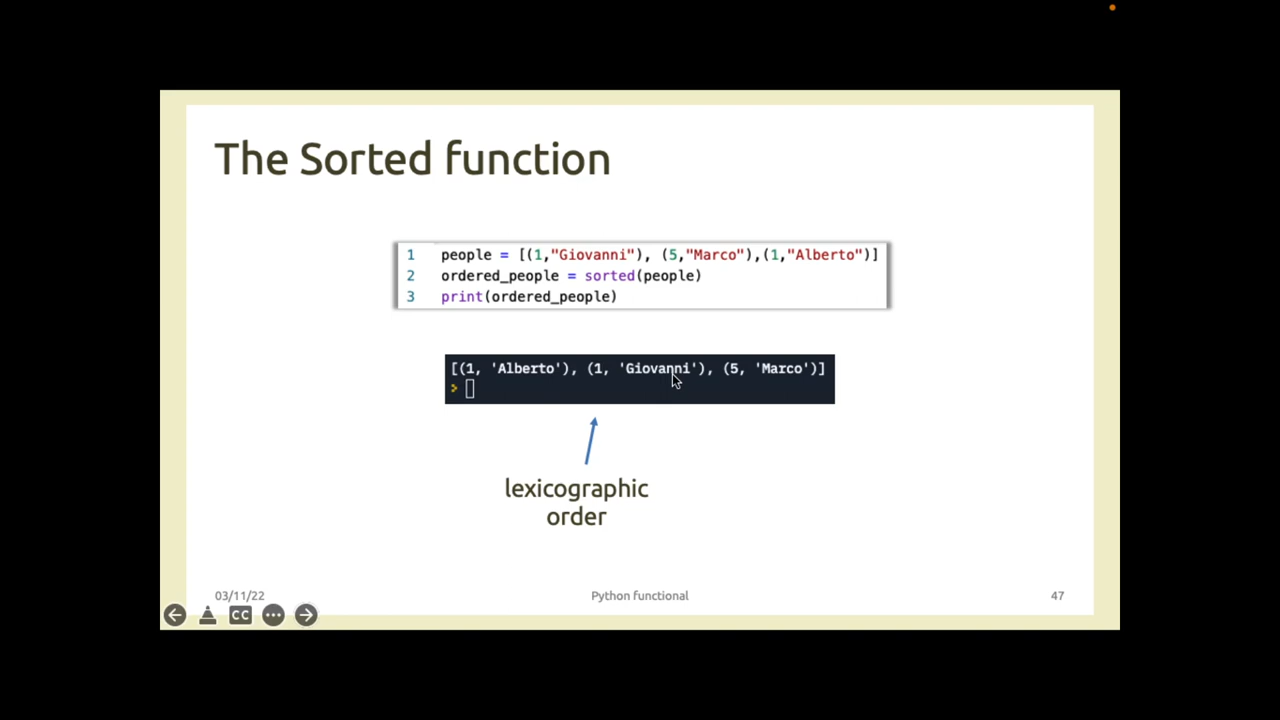 The Sorted function
1 people = [(1,"Giovanni"), (5,"Marco"),(1,"Alberto")]
2 ordered_people = sorted(people)
3 print(ordered_people)
[(1, 'Alberto'), (1, 'Giovanni'), (5, 'Marco')]
>
lexicographic
order
03/11/22
Python functional
47
CC